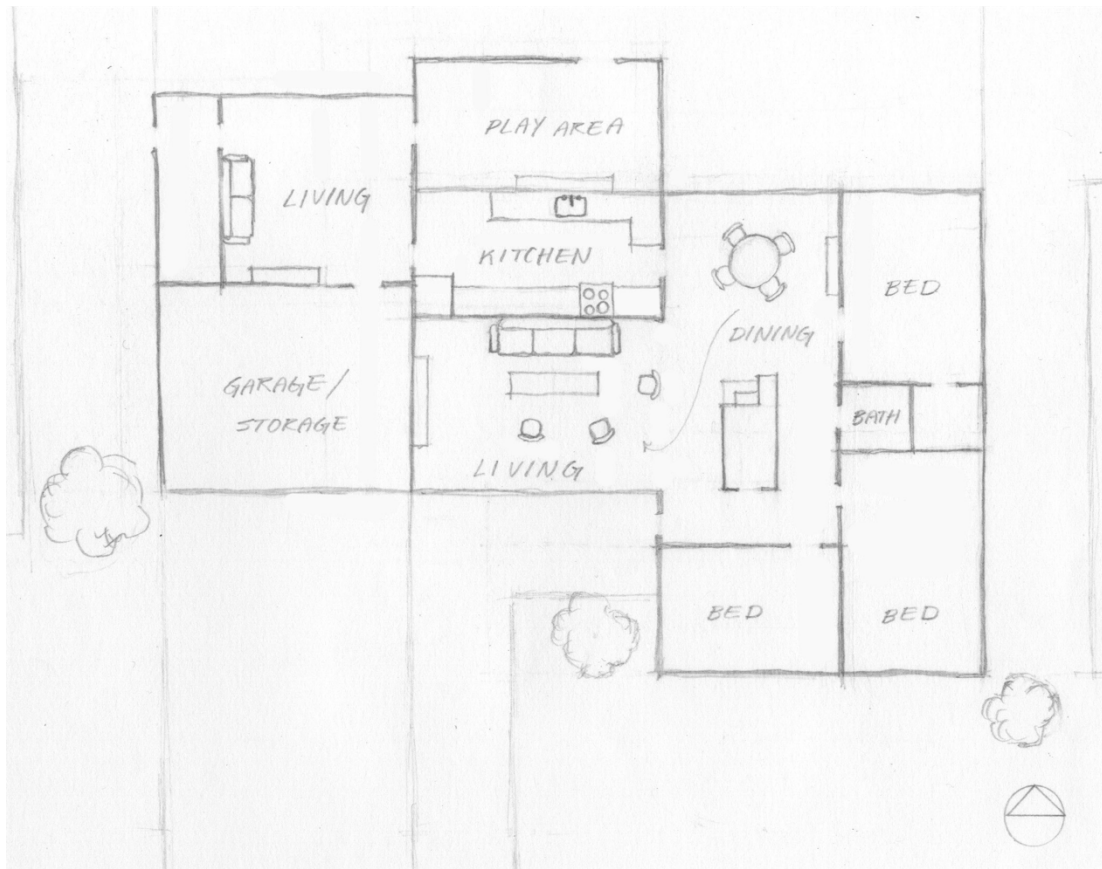 PLAY AREA
LIVING
KITCHEN
BED
DINING
GARAGE/
STORAGE
BATH
LIVING
BED
BED